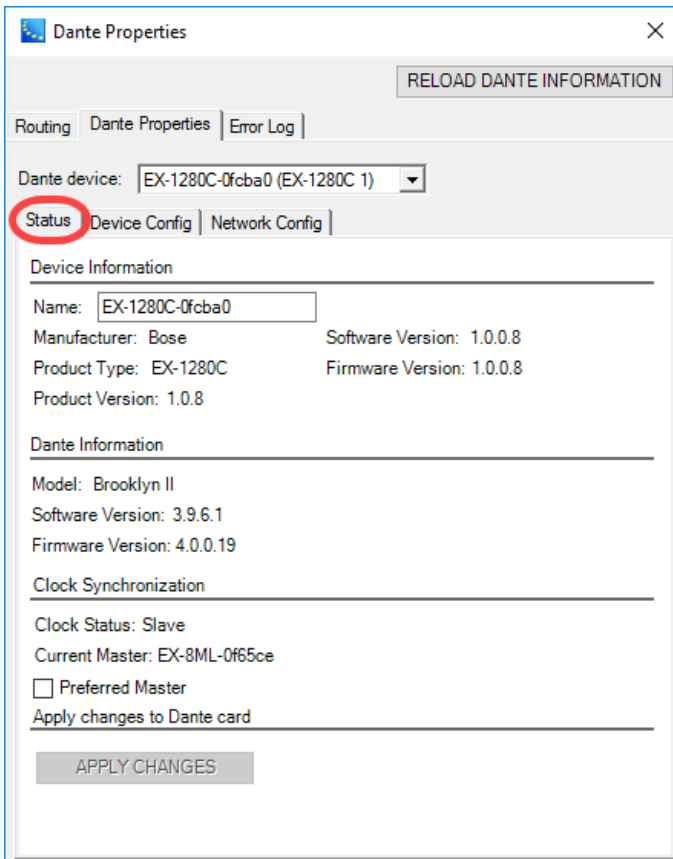 Dante Properties
RELOAD DANTE INFORMATION
Routing Dante Properties Error Log
Dante device: EX-1280C-0fcba0 (EX-1280C 1)
Status Device Config Network Config
Device Information
Name: EX-1280C-0fcba0
Manufacturer: Bose Software Version: 1.0.0.8
Product Type: EX-1280C Firmware Version: 1.0.0.8
Product Version: 1.0.8
Dante Information
Model: Brooklyn II
Software Version: 3.9.6.1
Firmware Version: 4.0.0.19
Clock Synchronization
Clock Status: Slave
Current Master: EX-8ML-0f65ce
Preferred Master
Apply changes to Dante card
APPLY CHANGES